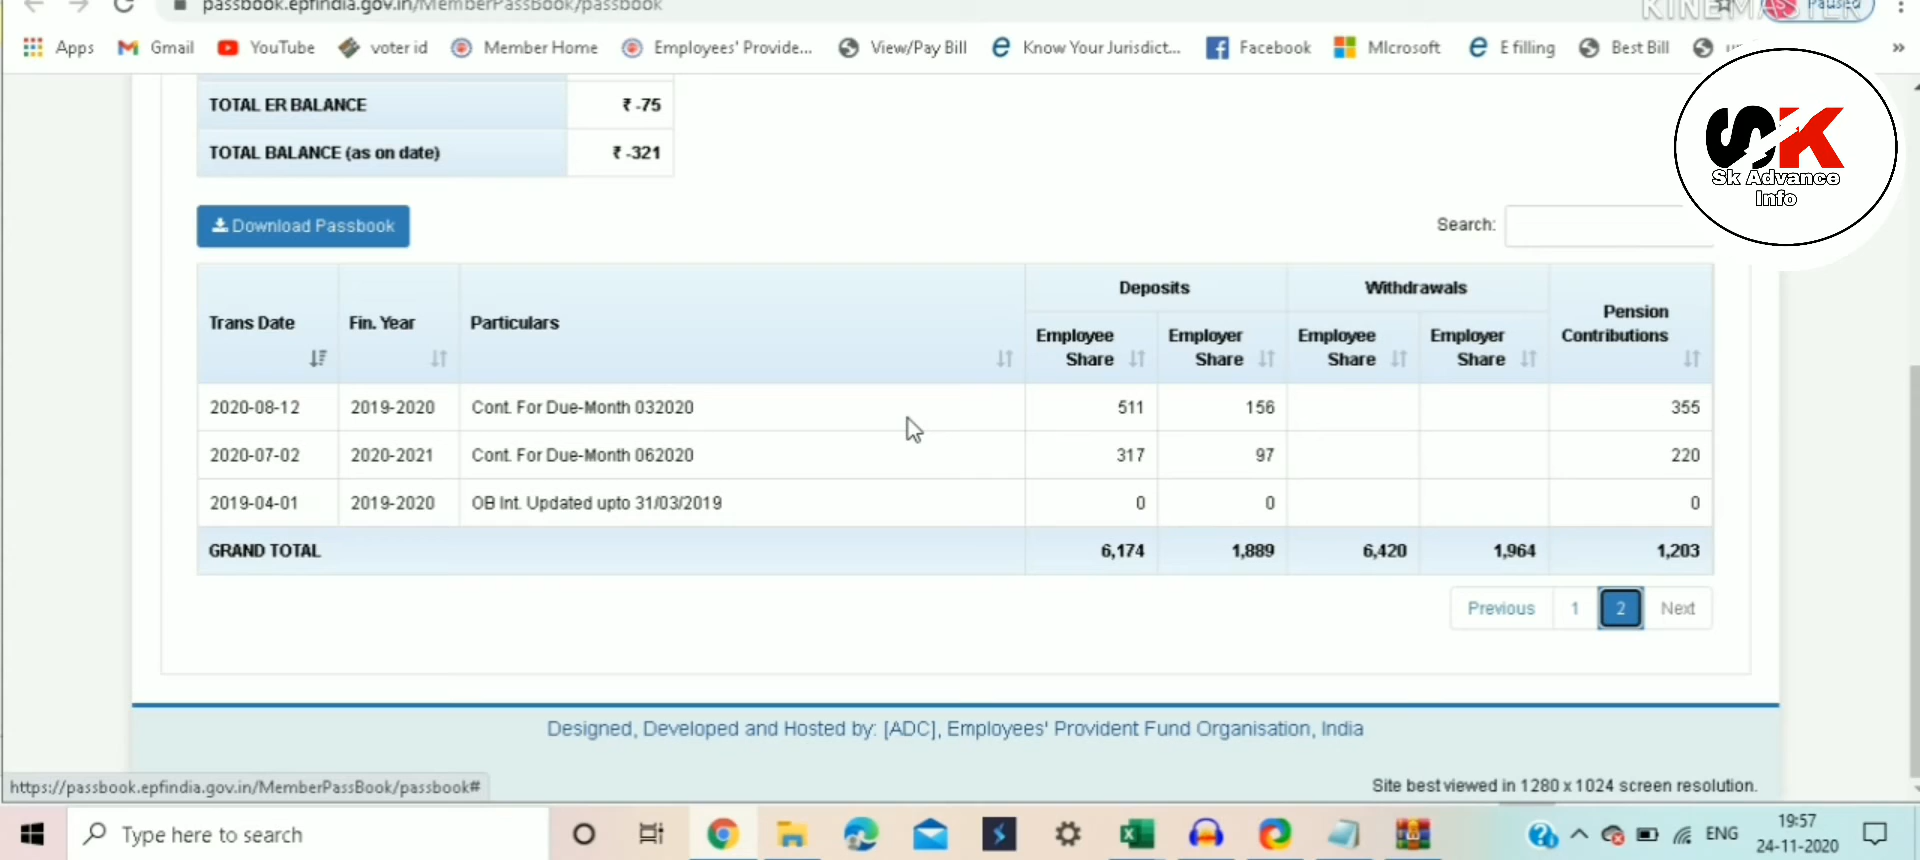 passbook.epfindia.gov.in/MemberPassBook/passbook
KINEMASTER
Paused
Apps Gmail YouTube voter id Member Home Employees' Provide... View/Pay Bill Know Your Jurisdict... Facebook MIcrosoft E filling Best Bill »
SK
Sk Advance
Info
TOTAL ER BALANCE ₹ -75
TOTAL BALANCE (as on date) ₹ -321
Download Passbook
Search:
Trans Date Fin. Year Particulars Deposits Withdrawals Pension Contributions
Employee Share Employer Share Employee Share Employer Share
2020-08-12 2019-2020 Cont. For Due-Month 032020 511 156 355
2020-07-02 2020-2021 Cont. For Due-Month 062020 317 97 220
2019-04-01 2019-2020 OB Int. Updated upto 31/03/2019 0 0 0
GRAND TOTAL 6,174 1,889 6,420 1,964 1,203
Previous 1 2 Next
Designed, Developed and Hosted by: [ADC], Employees' Provident Fund Organisation, India
https://passbook.epfindia.gov.in/MemberPassBook/passbook#
Site best viewed in 1280 x 1024 screen resolution.
Type here to search
ENG
19:57
24-11-2020